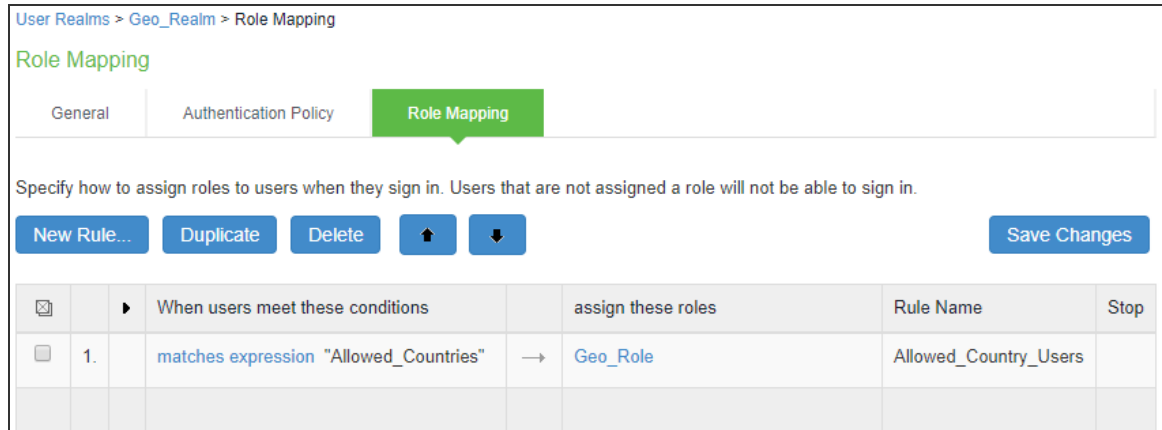 User Realms > Geo_Realm > Role Mapping
Role Mapping
General Authentication Policy Role Mapping
Specify how to assign roles to users when they sign in. Users that are not assigned a role will not be able to sign in.
New Rule... Duplicate Delete Save Changes
When users meet these conditions assign these roles Rule Name Stop
1. matches expression "Allowed_Countries" → Geo_Role Allowed_Country_Users